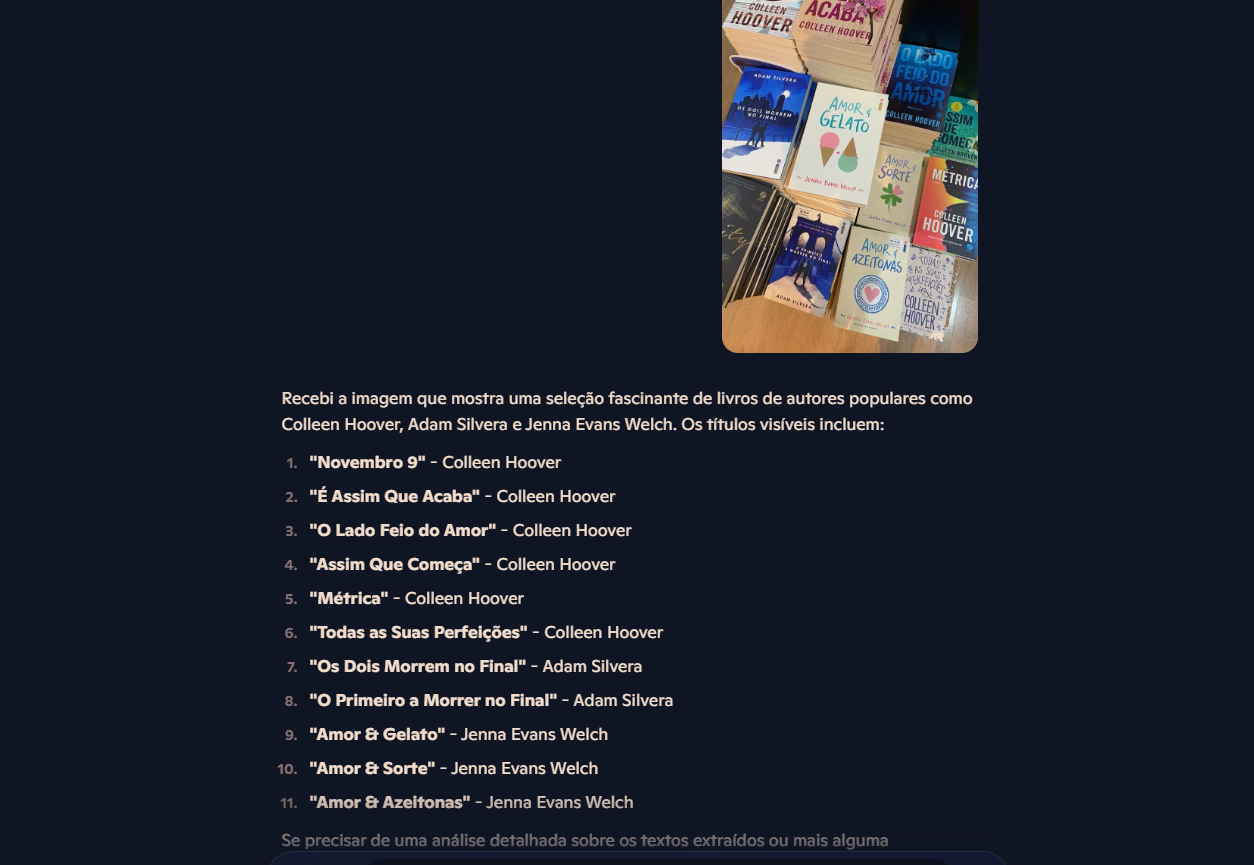 HOOVER
ACABA
COLLEEN HOOVER
O LADO
FEIO DO
AMOR
COLLEEN HOOVER
ADAM SILVERA
OS DOIS MORREM
NO FINAL
AMOR &
GELATO
JENNA EVANS WELCH
SSIM
QUE
COMEÇA
COLLEEN HOOVER
AMOR &
SORTE
JENNA EVANS WELCH
MÉTRICA
COLLEEN
HOOVER
ity
O PRIMEIRO
A MORRER NO FINAL
ADAM SILVERA
AMOR &
AZEITONAS
JENNA EVANS WELCH
TODAS
AS SUAS
PERFEIÇÕES
COLLEEN
HOOVER
Recebi a imagem que mostra uma seleção fascinante de livros de autores populares como
Colleen Hoover, Adam Silvera e Jenna Evans Welch. Os títulos visíveis incluem:
1. "Novembro 9" - Colleen Hoover
2. "É Assim Que Acaba" - Colleen Hoover
3. "O Lado Feio do Amor" - Colleen Hoover
4. "Assim Que Começa" - Colleen Hoover
5. "Métrica" - Colleen Hoover
6. "Todas as Suas Perfeições" - Colleen Hoover
7. "Os Dois Morrem no Final" - Adam Silvera
8. "O Primeiro a Morrer no Final" - Adam Silvera
9. "Amor & Gelato" - Jenna Evans Welch
10. "Amor & Sorte" - Jenna Evans Welch
11. "Amor & Azeitonas" - Jenna Evans Welch
Se precisar de uma análise detalhada sobre os textos extraídos ou mais alguma